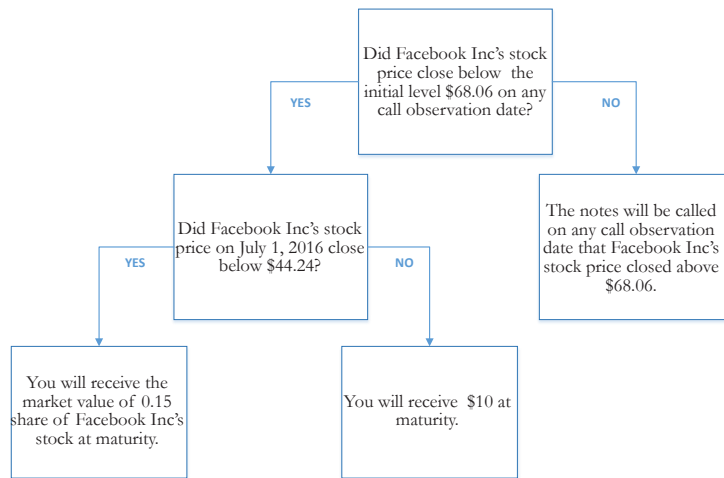 Did Facebook Inc's stock
price close below the
initial level $68.06 on any
call observation date?
YES
NO
Did Facebook Inc's stock
price on July 1, 2016 close
below $44.24?
The notes will be called
on any call observation
date that Facebook Inc's
stock price closed above
$68.06.
YES
NO
You will receive the
market value of 0.15
share of Facebook Inc's
stock at maturity.
You will receive $10 at
maturity.